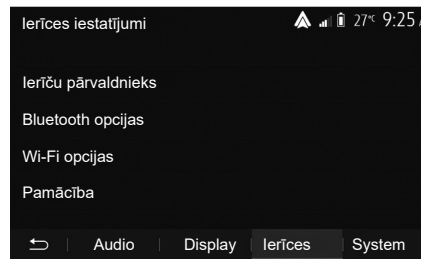 Ierīces iestatījumi 27°C 9:25
Ierīču pārvaldnieks
Bluetooth opcijas
Wi-Fi opcijas
Pamācība
Audio Display Ierīces System